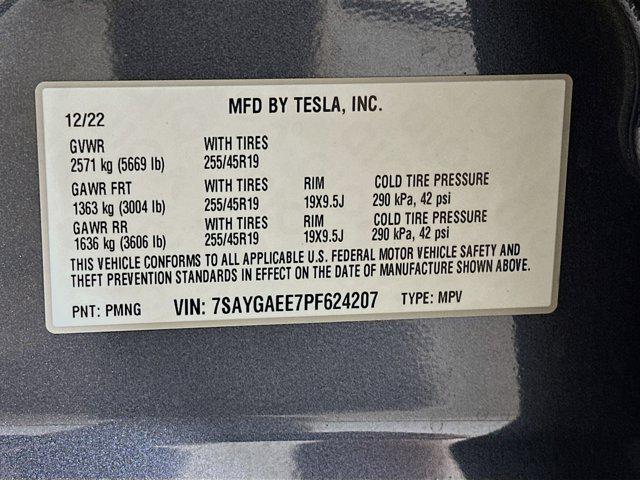 MFD BY TESLA, INC.
12/22
GVWR WITH TIRES
2571 kg (5669 lb) 255/45R19
GAWR FRT WITH TIRES RIM COLD TIRE PRESSURE
1363 kg (3004 lb) 255/45R19 19X9.5J 290 kPa, 42 psi
GAWR RR WITH TIRES RIM COLD TIRE PRESSURE
1636 kg (3606 lb) 255/45R19 19X9.5J 290 kPa, 42 psi
THIS VEHICLE CONFORMS TO ALL APPLICABLE U.S. FEDERAL MOTOR VEHICLE SAFETY AND
THEFT PREVENTION STANDARDS IN EFFECT ON THE DATE OF MANUFACTURE SHOWN ABOVE.
PNT: PMNG VIN: 7SAYGAEE7PF624207 TYPE: MPV